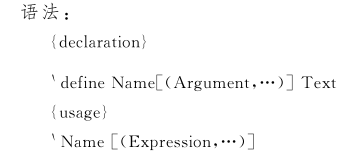 语法：
{declaration}
‵define Name[(Argument,…)] Text
{usage}
‵Name [(Expression,…)]